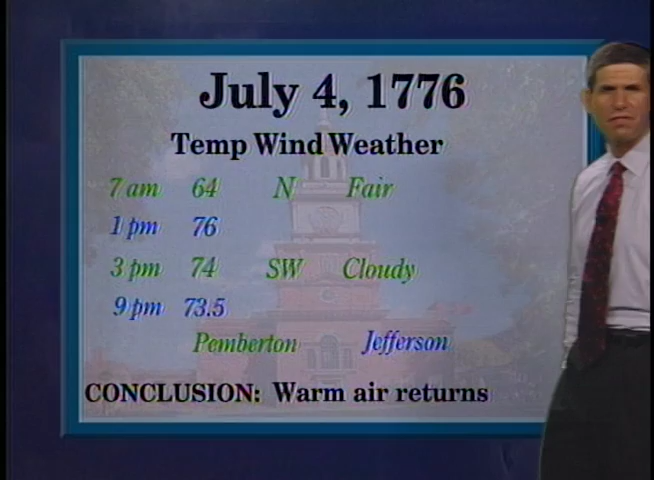 July 4, 1776
Temp Wind Weather
7 am 64 N Fair
1 pm 76
3 pm 74 SW Cloudy
9 pm 73.5
Pemberton Jefferson
CONCLUSION: Warm air returns